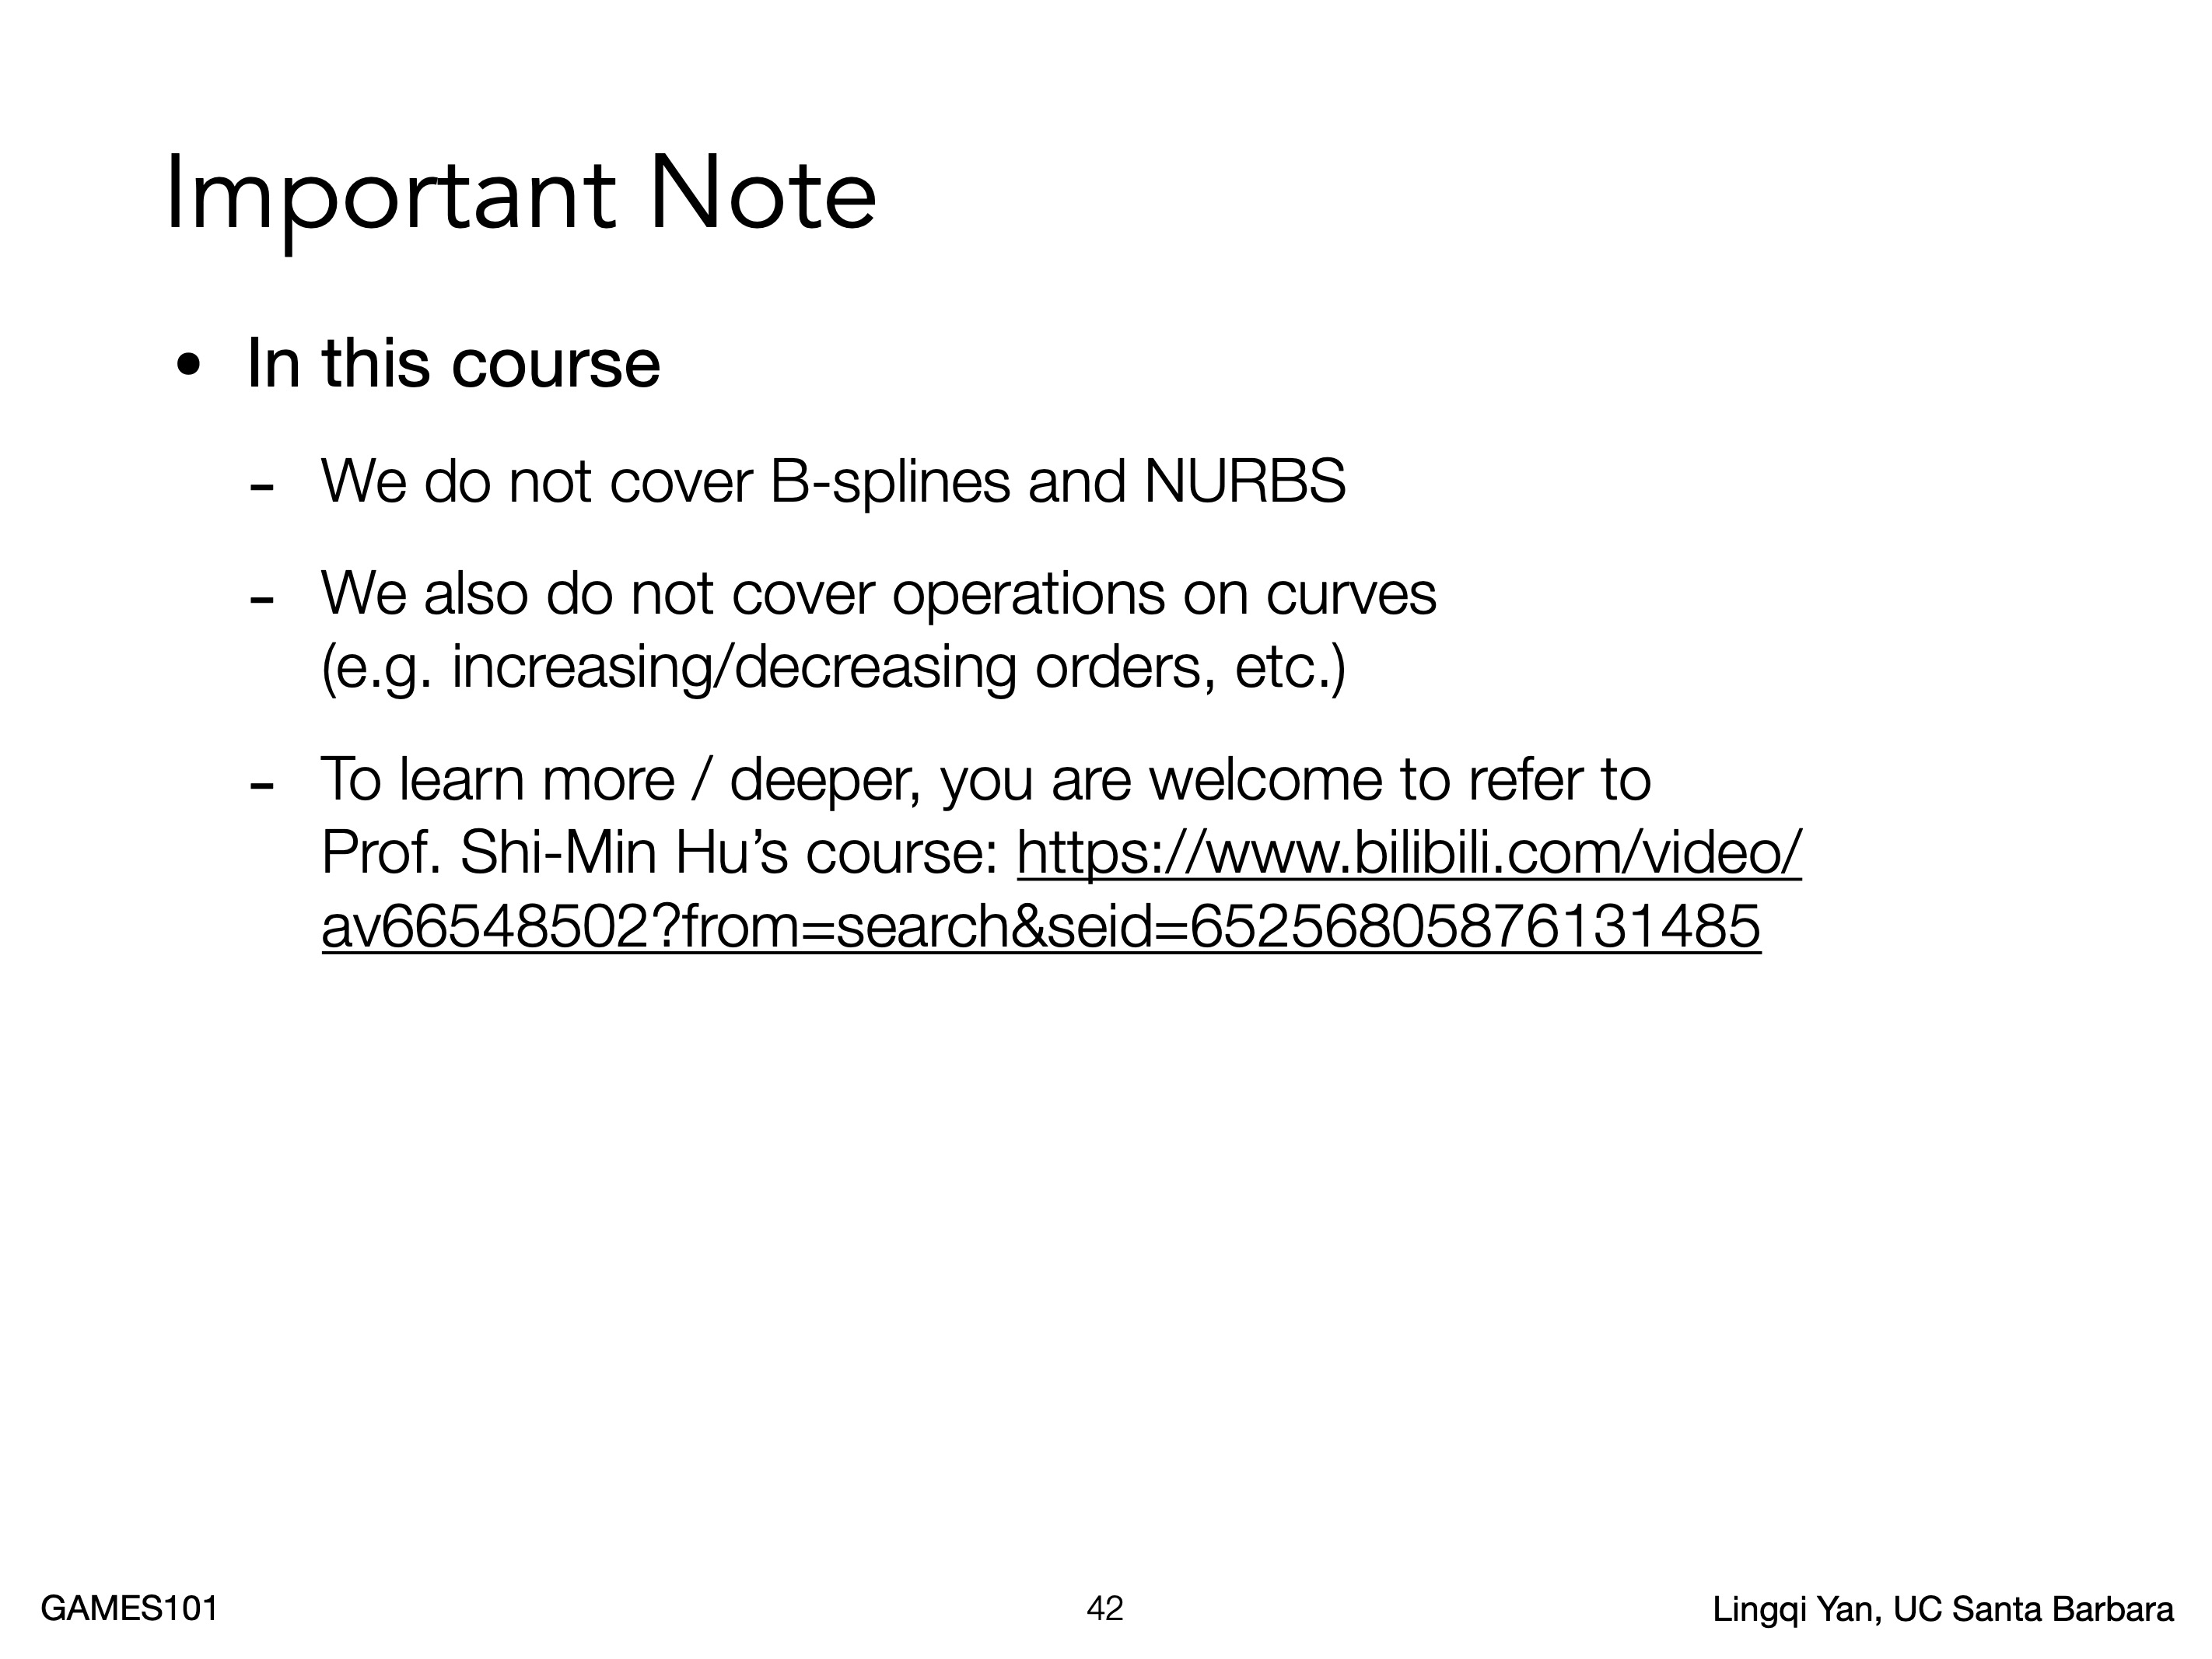 Important Note
• In this course
- We do not cover B-splines and NURBS
- We also do not cover operations on curves
(e.g. increasing/decreasing orders, etc.)
- To learn more / deeper, you are welcome to refer to
Prof. Shi-Min Hu’s course: https://www.bilibili.com/video/
av66548502?from=search&seid=65256805876131485
GAMES101
42
Lingqi Yan, UC Santa Barbara